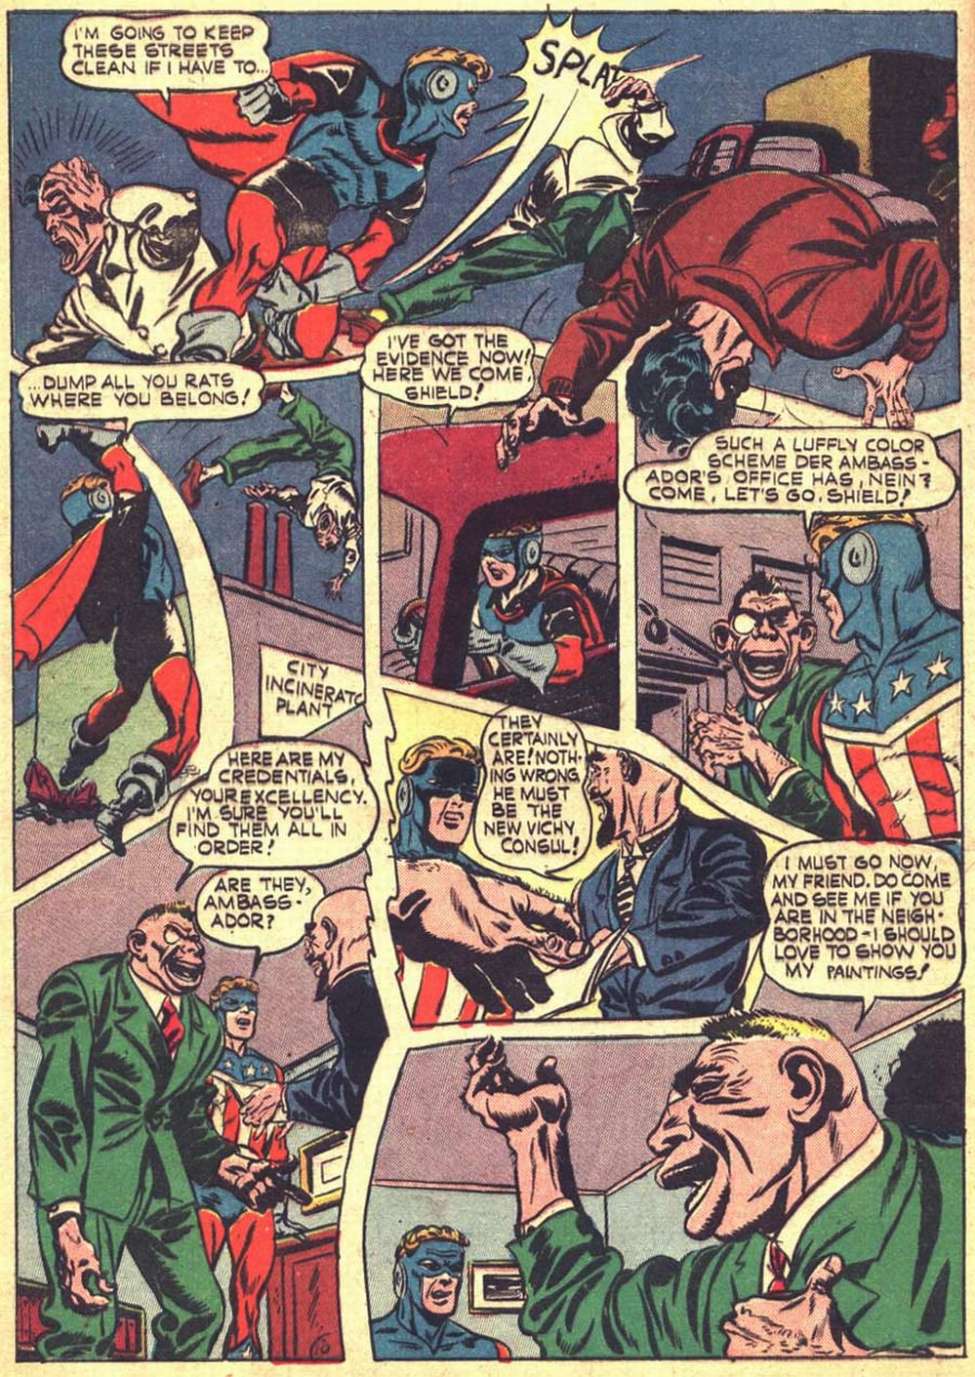 I'M GOING TO KEEP
THESE STREETS
CLEAN IF I HAVE TO...
SPLAT
...DUMP ALL YOU RATS
WHERE YOU BELONG!
CITY
INCINERATO
PLANT
I'VE GOT THE
EVIDENCE NOW!
HERE WE COME,
SHIELD!
SUCH A LUFFLY COLOR
SCHEME DER AMBASS-
ADOR'S OFFICE HAS, NEIN?
COME, LET'S GO, SHIELD!
HERE ARE MY
CREDENTIALS,
YOUR EXCELLENCY.
I'M SURE YOU'LL
FIND THEM ALL IN
ORDER!
ARE THEY,
AMBASS-
ADOR?
THEY
CERTAINLY
ARE! NOTH-
ING WRONG.
HE MUST
BE THE
NEW VICHY
CONSUL!
I MUST GO NOW,
MY FRIEND. DO COME
AND SEE ME IF YOU
ARE IN THE NEIGH-
BORHOOD - I SHOULD
LOVE TO SHOW YOU
MY PAINTINGS!
10